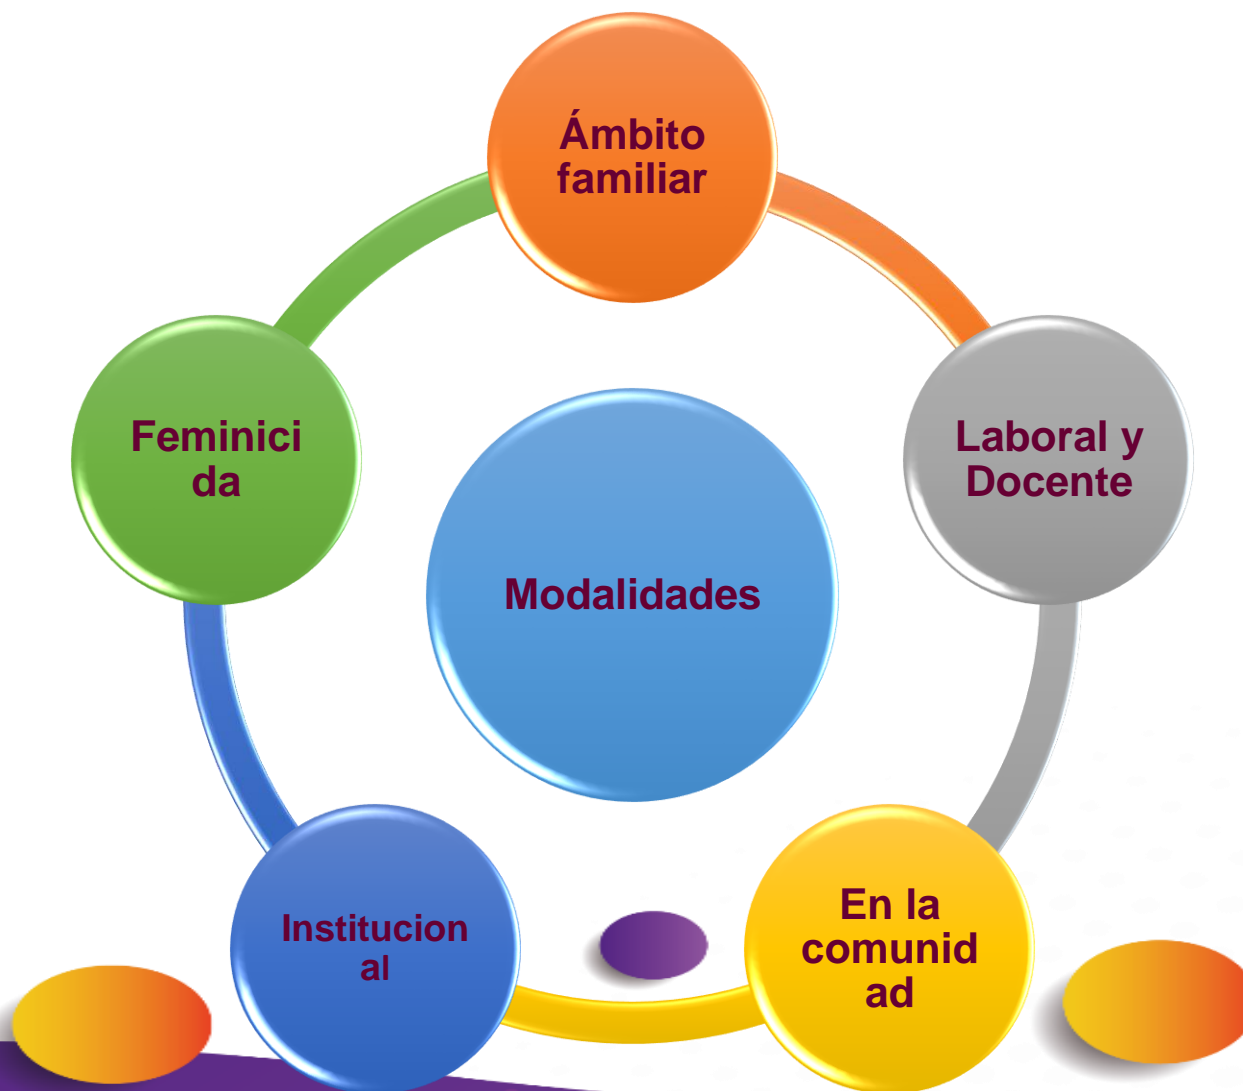 Ámbito
familiar
Feminici
da
Laboral y
Docente
Modalidades
Institucion
al
En la
comunid
ad